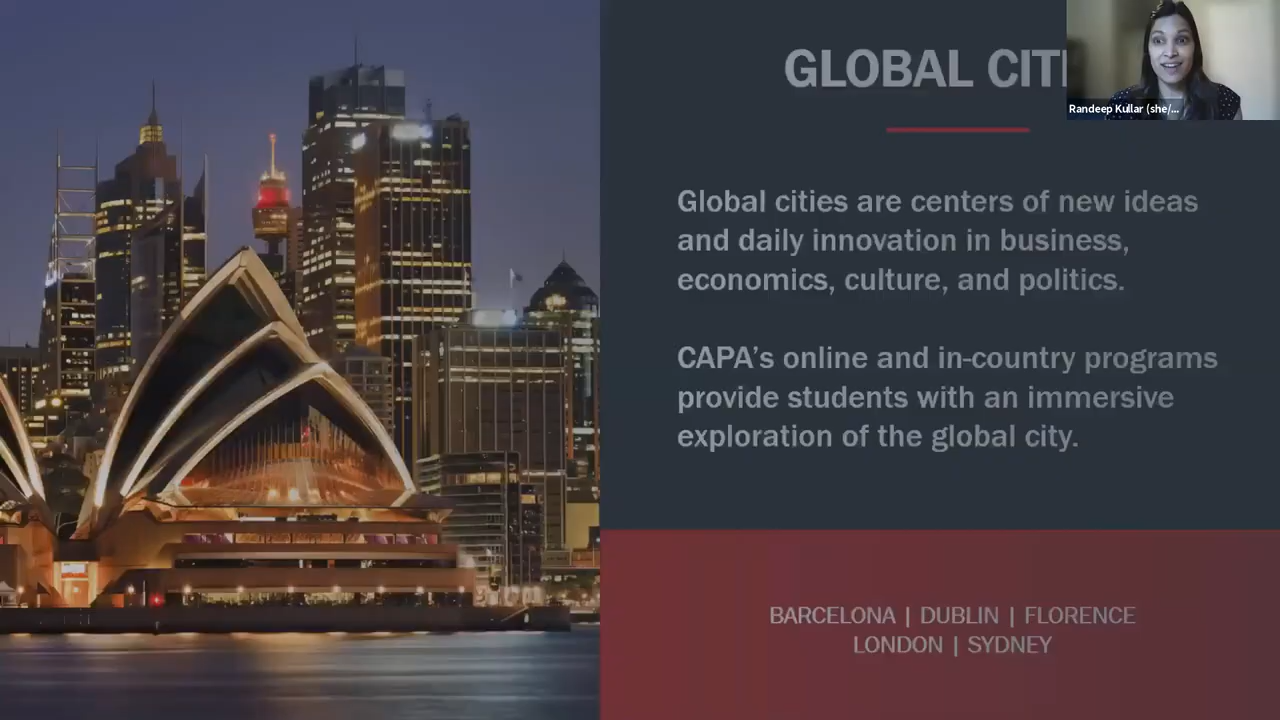 GLOBAL CITI
Randeep Kullar (she/...
Global cities are centers of new ideas
and daily innovation in business,
economics, culture, and politics.
CAPA's online and in-country programs
provide students with an immersive
exploration of the global city.
BARCELONA | DUBLIN | FLORENCE
LONDON | SYDNEY